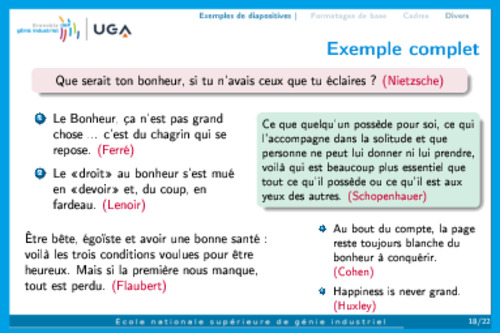 Grenoble
génie industriel
UGA
Exemples de diapositives | Formatages de base Cadres Divers
Exemple complet
Que serait ton bonheur, si tu n'avais ceux que tu éclaires ? (Nietzsche)
Le Bonheur, ça n'est pas grand
chose ... c'est du chagrin qui se
repose. (Ferré)
Le «droit» au bonheur s'est mué
en «devoir» et, du coup, en
fardeau. (Lenoir)
Être bête, égoïste et avoir une bonne santé :
voilà les trois conditions voulues pour être
heureux. Mais si la première nous manque,
tout est perdu. (Flaubert)
Ce que quelqu'un possède pour soi, ce qui
l'accompagne dans la solitude et que
personne ne peut lui donner ni lui prendre,
voilà qui est beaucoup plus essentiel que
tout ce qu'il possède ou ce qu'il est aux
yeux des autres. (Schopenhauer)
Au bout du compte, la page
reste toujours blanche du
bonheur à conquérir.
(Cohen)
Happiness is never grand.
(Huxley)
École nationale supérieure de génie industriel 18/22